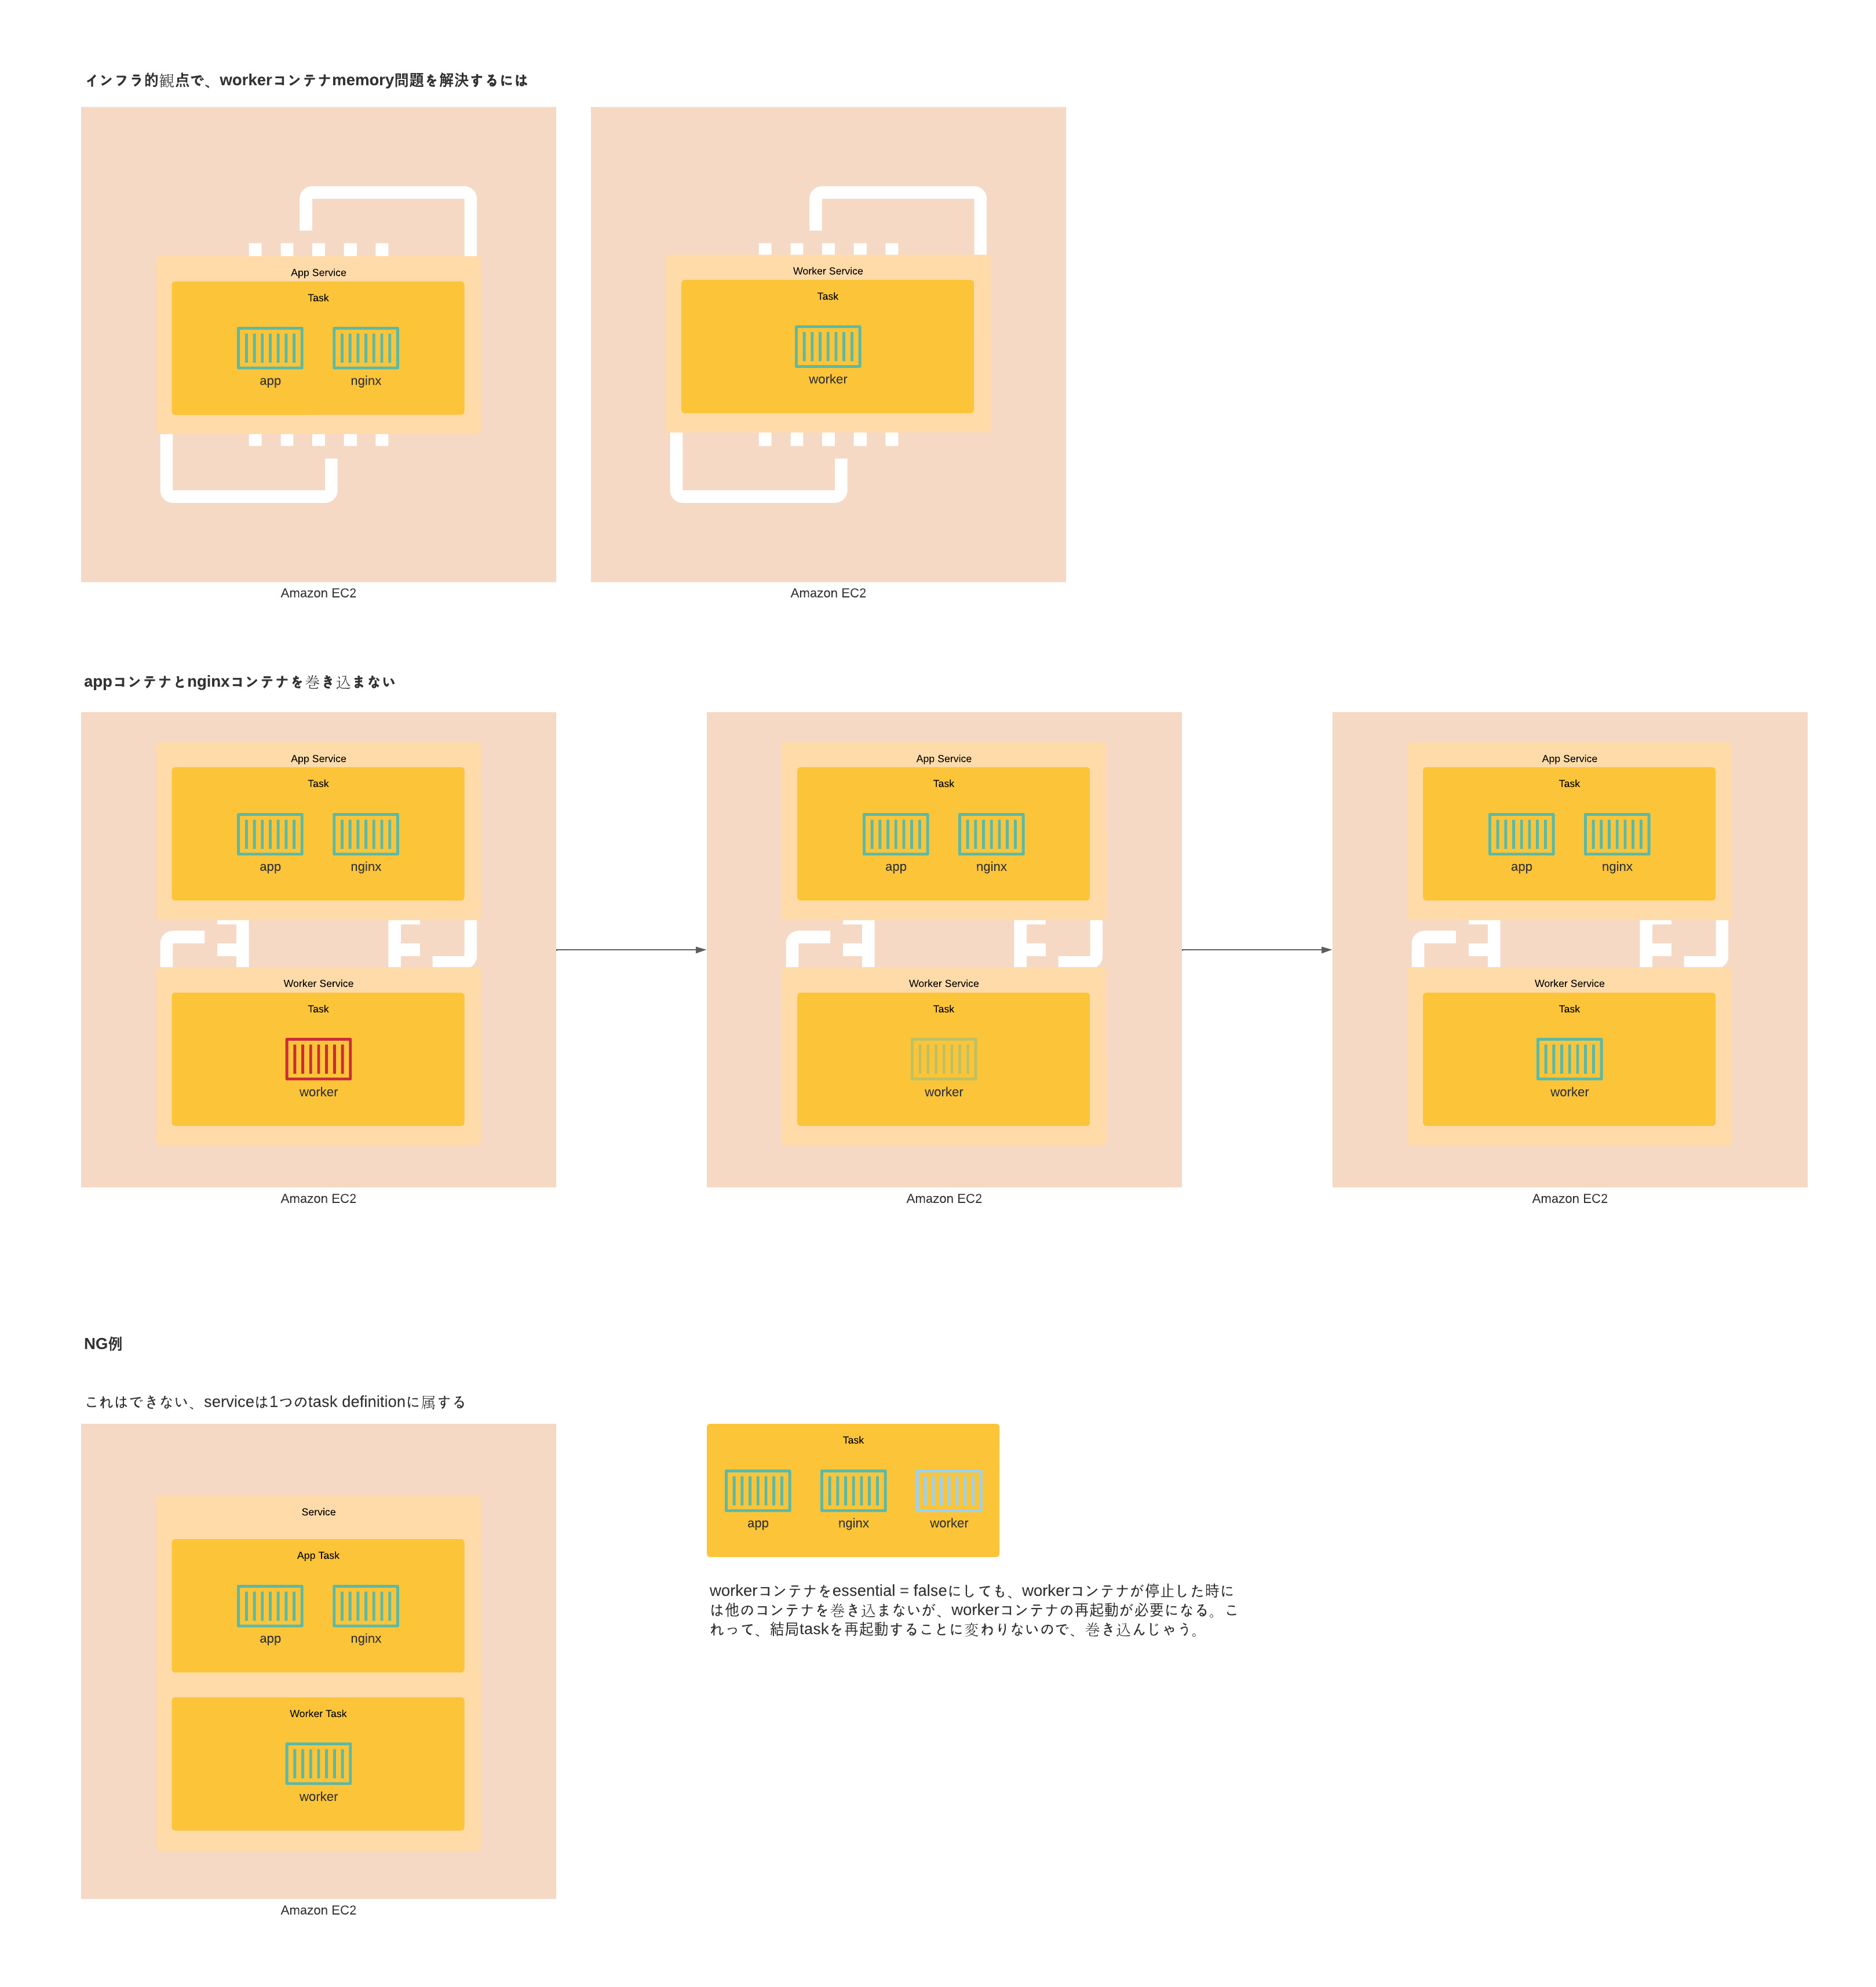 インフラ的観点で、workerコンテナmemory問題を解決するには
App Service
Task
app
nginx
Amazon EC2
Worker Service
Task
worker
Amazon EC2
appコンテナとnginxコンテナを巻き込まない
App Service
Task
app
nginx
Worker Service
Task
worker
Amazon EC2
App Service
Task
app
nginx
Worker Service
Task
worker
Amazon EC2
App Service
Task
app
nginx
Worker Service
Task
worker
Amazon EC2
NG例
これはできない、serviceは1つのtask definitionに属する
Service
App Task
app
nginx
Worker Task
worker
Amazon EC2
Task
app
nginx
worker
workerコンテナをessential = falseにしても、workerコンテナが停止した時に
は他のコンテナを巻き込まないが、workerコンテナの再起動が必要になる。こ
れって、結局taskを再起動することに変わりないので、巻き込んじゃう。